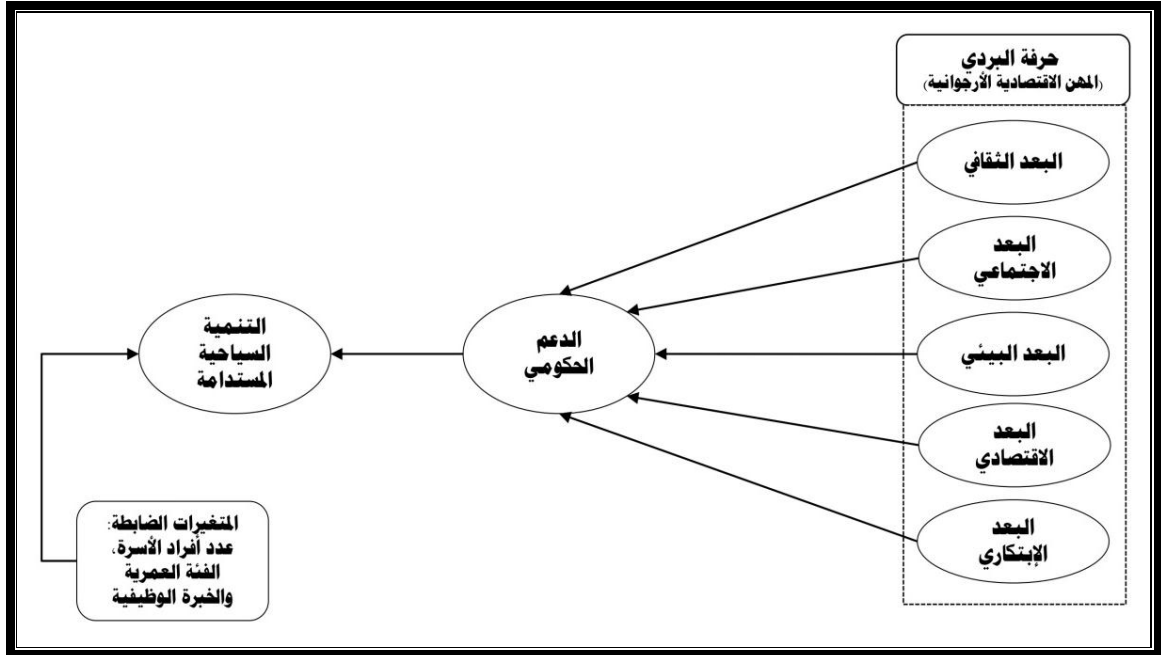 حرفة البردي
(المهن الاقتصادية الأرجوانية)
البعد الثقافي
البعد
الاجتماعي
البعد البيئي
البعد
الاقتصادي
البعد
الإبتكاري
الدعم
الحكومي
التنمية
السياحية
المستدامة
المتغيرات الضابطة:
عدد أفراد الأسرة،
الفئة العمرية
والخبرة الوظيفية